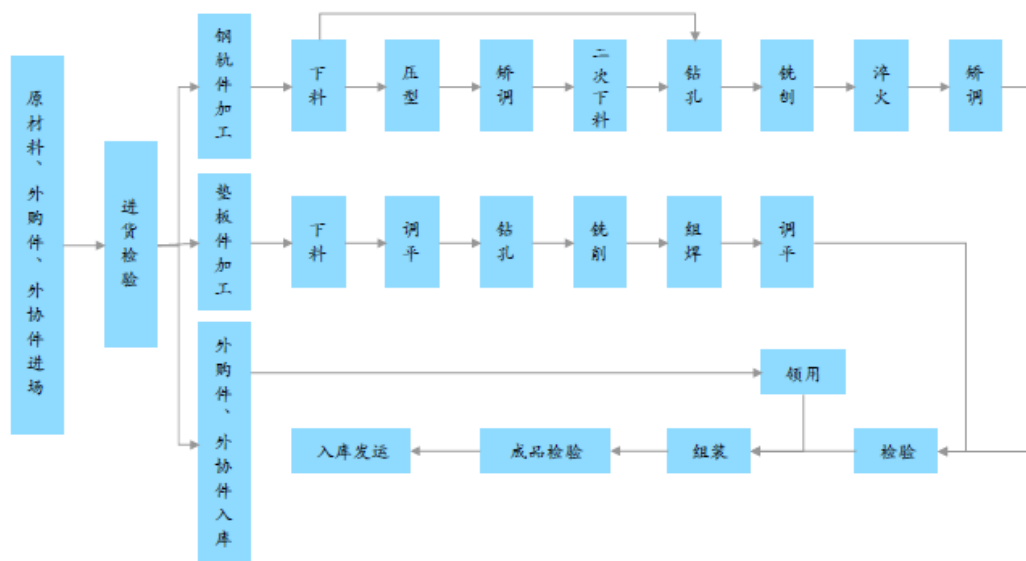 原材料、外购件、外协件进场
进货检验
钢轨件加工
下料
压型
矫调
二次下料
钻孔
铣刨
淬火
矫调
垫板件加工
下料
调平
钻孔
铣削
组焊
调平
外购件、外协件入库
领用
入库发运
成品检验
组装
检验